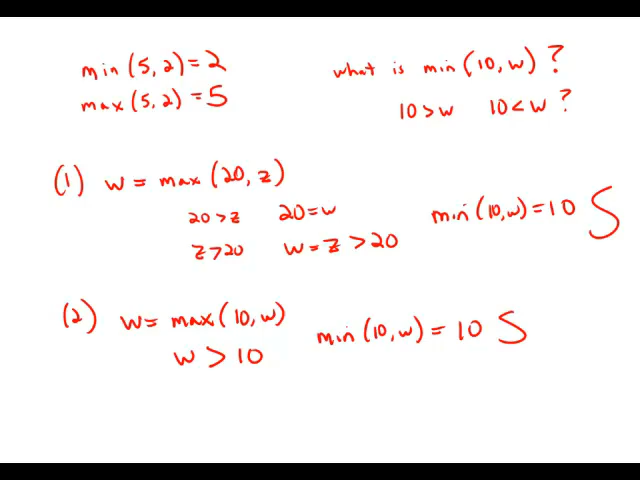 min (5, 2) = 2
max (5, 2) = 5
what is min (10, w) ?
10 > w 10 < w ?
(1) w = max (20, z)
20 > z 20 = w
z > 20 w = z > 20
min (10, w) = 10 S
(2) w = max (10, w)
w > 10
min (10, w) = 10 S